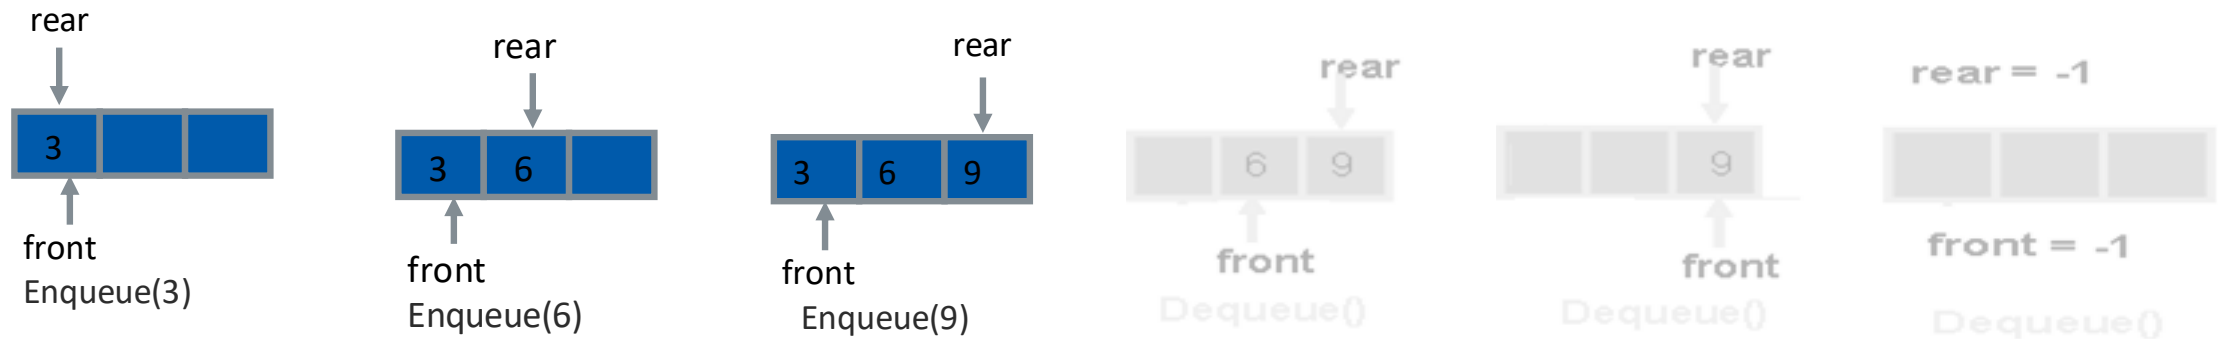 rear
3
front
Enqueue(3)
rear
3 6
front
Enqueue(6)
rear
3 6 9
front
Enqueue(9)
rear
6 9
front
Dequeue()
rear
9
front
Dequeue()
rear = -1
front = -1
Dequeue()